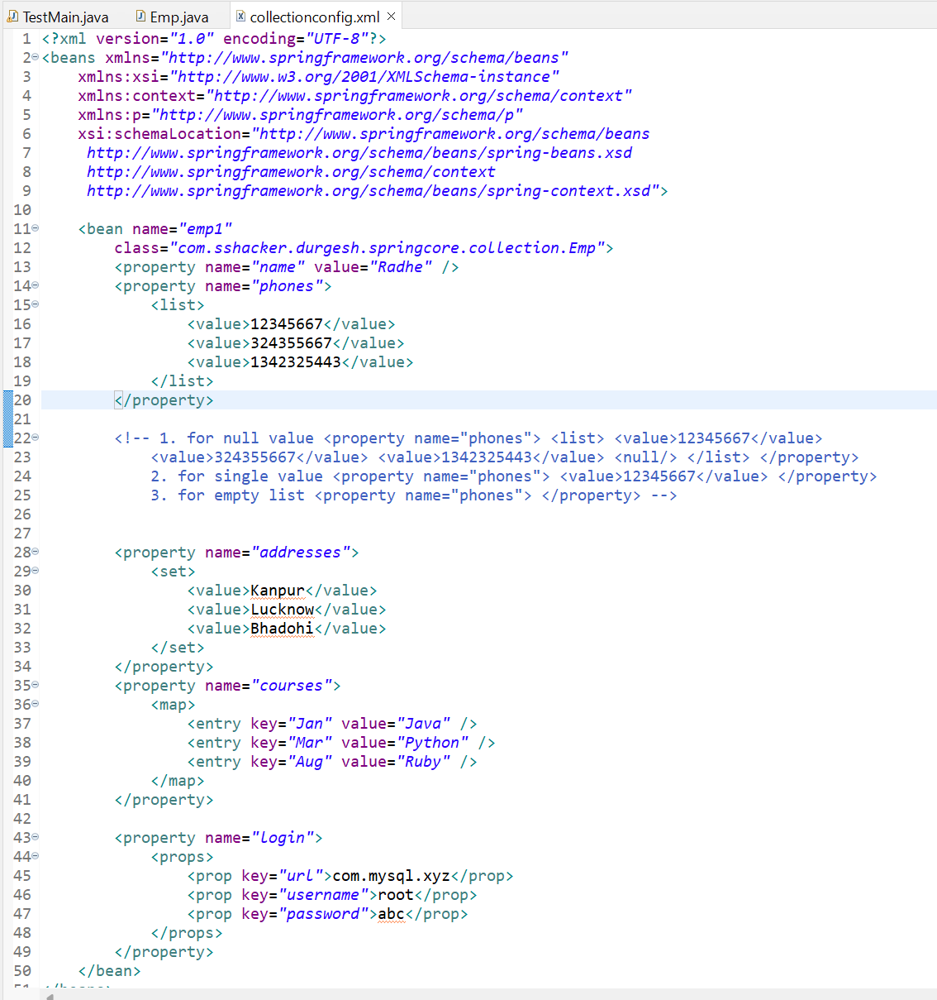 TestMain.java Emp.java collectionconfig.xml
1 <?xml version="1.0" encoding="UTF-8"?>
2 <beans xmlns="http://www.springframework.org/schema/beans"
3 xmlns:xsi="http://www.w3.org/2001/XMLSchema-instance"
4 xmlns:context="http://www.springframework.org/schema/context"
5 xmlns:p="http://www.springframework.org/schema/p"
6 xsi:schemaLocation="http://www.springframework.org/schema/beans
7 http://www.springframework.org/schema/beans/spring-beans.xsd
8 http://www.springframework.org/schema/context
9 http://www.springframework.org/schema/beans/spring-context.xsd">
10
11 <bean name="emp1"
12 class="com.sshacker.durgesh.springcore.collection.Emp">
13 <property name="name" value="Radhe" />
14 <property name="phones">
15 <list>
16 <value>12345667</value>
17 <value>324355667</value>
18 <value>1342325443</value>
19 </list>
20 </property>
21
22 <!-- 1. for null value <property name="phones"> <list> <value>12345667</value>
23 <value>324355667</value> <value>1342325443</value> <null/> </list> </property>
24 2. for single value <property name="phones"> <value>12345667</value> </property>
25 3. for empty list <property name="phones"> </property> -->
26
27
28 <property name="addresses">
29 <set>
30 <value>Kanpur</value>
31 <value>Lucknow</value>
32 <value>Bhadohi</value>
33 </set>
34 </property>
35 <property name="courses">
36 <map>
37 <entry key="Jan" value="Java" />
38 <entry key="Mar" value="Python" />
39 <entry key="Aug" value="Ruby" />
40 </map>
41 </property>
42
43 <property name="login">
44 <props>
45 <prop key="url">com.mysql.xyz</prop>
46 <prop key="username">root</prop>
47 <prop key="password">abc</prop>
48 </props>
49 </property>
50 </bean>